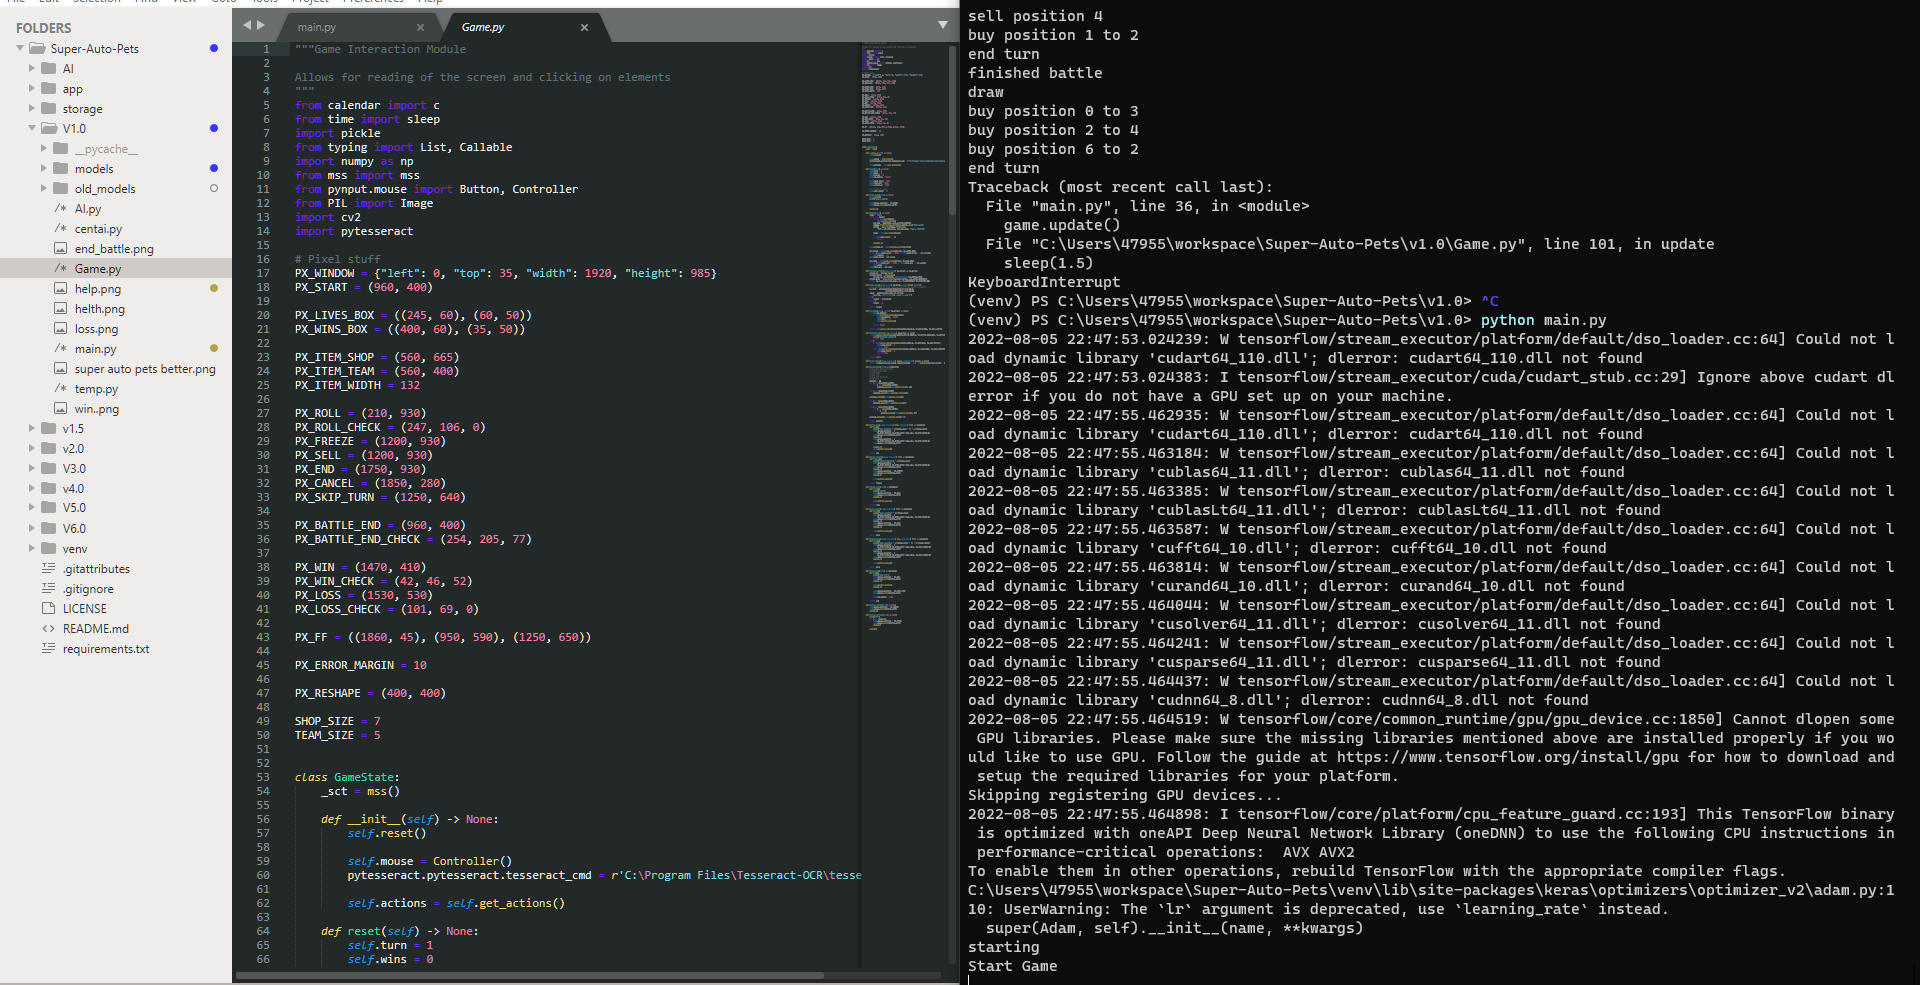 File Edit Selection Find View Goto Tools Project Preferences Help
FOLDERS
Super-Auto-Pets
AI
app
storage
V1.0
__pycache__
models
old_models
AI.py
centai.py
end_battle.png
Game.py
help.png
helth.png
loss.png
main.py
super auto pets better.png
temp.py
win..png
v1.5
v2.0
V3.0
v4.0
V5.0
V6.0
venv
.gitattributes
.gitignore
LICENSE
README.md
requirements.txt
main.py
Game.py
1 """Game Interaction Module
2
3 Allows for reading of the screen and clicking on elements
4 """
5 from calendar import c
6 from time import sleep
7 import pickle
8 from typing import List, Callable
9 import numpy as np
10 from mss import mss
11 from pynput.mouse import Button, Controller
12 from PIL import Image
13 import cv2
14 import pytesseract
15
16 # Pixel stuff
17 PX_WINDOW = {"left": 0, "top": 35, "width": 1920, "height": 985}
18 PX_START = (960, 400)
19
20 PX_LIVES_BOX = ((245, 60), (60, 50))
21 PX_WINS_BOX = ((400, 60), (35, 50))
22
23 PX_ITEM_SHOP = (560, 665)
24 PX_ITEM_TEAM = (560, 400)
25 PX_ITEM_WIDTH = 132
26
27 PX_ROLL = (210, 930)
28 PX_ROLL_CHECK = (247, 106, 0)
29 PX_FREEZE = (1200, 930)
30 PX_SELL = (1200, 930)
31 PX_END = (1750, 930)
32 PX_CANCEL = (1850, 280)
33 PX_SKIP_TURN = (1250, 640)
34
35 PX_BATTLE_END = (960, 400)
36 PX_BATTLE_END_CHECK = (254, 205, 77)
37
38 PX_WIN = (1470, 410)
39 PX_WIN_CHECK = (42, 46, 52)
40 PX_LOSS = (1530, 530)
41 PX_LOSS_CHECK = (101, 69, 0)
42
43 PX_FF = ((1860, 45), (950, 590), (1250, 650))
44
45 PX_ERROR_MARGIN = 10
46
47 PX_RESHAPE = (400, 400)
48
49 SHOP_SIZE = 7
50 TEAM_SIZE = 5
51
52
53 class GameState:
54 _sct = mss()
55
56 def __init__(self) -> None:
57 self.reset()
58
59 self.mouse = Controller()
60 pytesseract.pytesseract.tesseract_cmd = r'C:\Program Files\Tesseract-OCR\tesse
61
62 self.actions = self.get_actions()
63
64 def reset(self) -> None:
65 self.turn = 1
66 self.wins = 0
sell position 4
buy position 1 to 2
end turn
finished battle
draw
buy position 0 to 3
buy position 2 to 4
buy position 6 to 2
end turn
Traceback (most recent call last):
File "main.py", line 36, in <module>
game.update()
File "C:\Users\47955\workspace\Super-Auto-Pets\v1.0\Game.py", line 101, in update
sleep(1.5)
KeyboardInterrupt
(venv) PS C:\Users\47955\workspace\Super-Auto-Pets\v1.0> ^C
(venv) PS C:\Users\47955\workspace\Super-Auto-Pets\v1.0> python main.py
2022-08-05 22:47:53.024239: W tensorflow/stream_executor/platform/default/dso_loader.cc:64] Could not l
oad dynamic library 'cudart64_110.dll'; dlerror: cudart64_110.dll not found
2022-08-05 22:47:53.024383: I tensorflow/stream_executor/cuda/cudart_stub.cc:29] Ignore above cudart dl
error if you do not have a GPU set up on your machine.
2022-08-05 22:47:55.462935: W tensorflow/stream_executor/platform/default/dso_loader.cc:64] Could not l
oad dynamic library 'cudart64_110.dll'; dlerror: cudart64_110.dll not found
2022-08-05 22:47:55.463184: W tensorflow/stream_executor/platform/default/dso_loader.cc:64] Could not l
oad dynamic library 'cublas64_11.dll'; dlerror: cublas64_11.dll not found
2022-08-05 22:47:55.463385: W tensorflow/stream_executor/platform/default/dso_loader.cc:64] Could not l
oad dynamic library 'cublasLt64_11.dll'; dlerror: cublasLt64_11.dll not found
2022-08-05 22:47:55.463587: W tensorflow/stream_executor/platform/default/dso_loader.cc:64] Could not l
oad dynamic library 'cufft64_10.dll'; dlerror: cufft64_10.dll not found
2022-08-05 22:47:55.463814: W tensorflow/stream_executor/platform/default/dso_loader.cc:64] Could not l
oad dynamic library 'curand64_10.dll'; dlerror: curand64_10.dll not found
2022-08-05 22:47:55.464044: W tensorflow/stream_executor/platform/default/dso_loader.cc:64] Could not l
oad dynamic library 'cusolver64_11.dll'; dlerror: cusolver64_11.dll not found
2022-08-05 22:47:55.464241: W tensorflow/stream_executor/platform/default/dso_loader.cc:64] Could not l
oad dynamic library 'cusparse64_11.dll'; dlerror: cusparse64_11.dll not found
2022-08-05 22:47:55.464437: W tensorflow/stream_executor/platform/default/dso_loader.cc:64] Could not l
oad dynamic library 'cudnn64_8.dll'; dlerror: cudnn64_8.dll not found
2022-08-05 22:47:55.464519: W tensorflow/core/common_runtime/gpu/gpu_device.cc:1850] Cannot dlopen some
GPU libraries. Please make sure the missing libraries mentioned above are installed properly if you wo
uld like to use GPU. Follow the guide at https://www.tensorflow.org/install/gpu for how to download and
setup the required libraries for your platform.
Skipping registering GPU devices...
2022-08-05 22:47:55.464898: I tensorflow/core/platform/cpu_feature_guard.cc:193] This TensorFlow binary
is optimized with oneAPI Deep Neural Network Library (oneDNN) to use the following CPU instructions in
performance-critical operations:  AVX AVX2
To enable them in other operations, rebuild TensorFlow with the appropriate compiler flags.
C:\Users\47955\workspace\Super-Auto-Pets\venv\lib\site-packages\keras\optimizers\optimizer_v2\adam.py:1
10: UserWarning: The `lr` argument is deprecated, use `learning_rate` instead.
super(Adam, self).__init__(name, **kwargs)
starting
Start Game